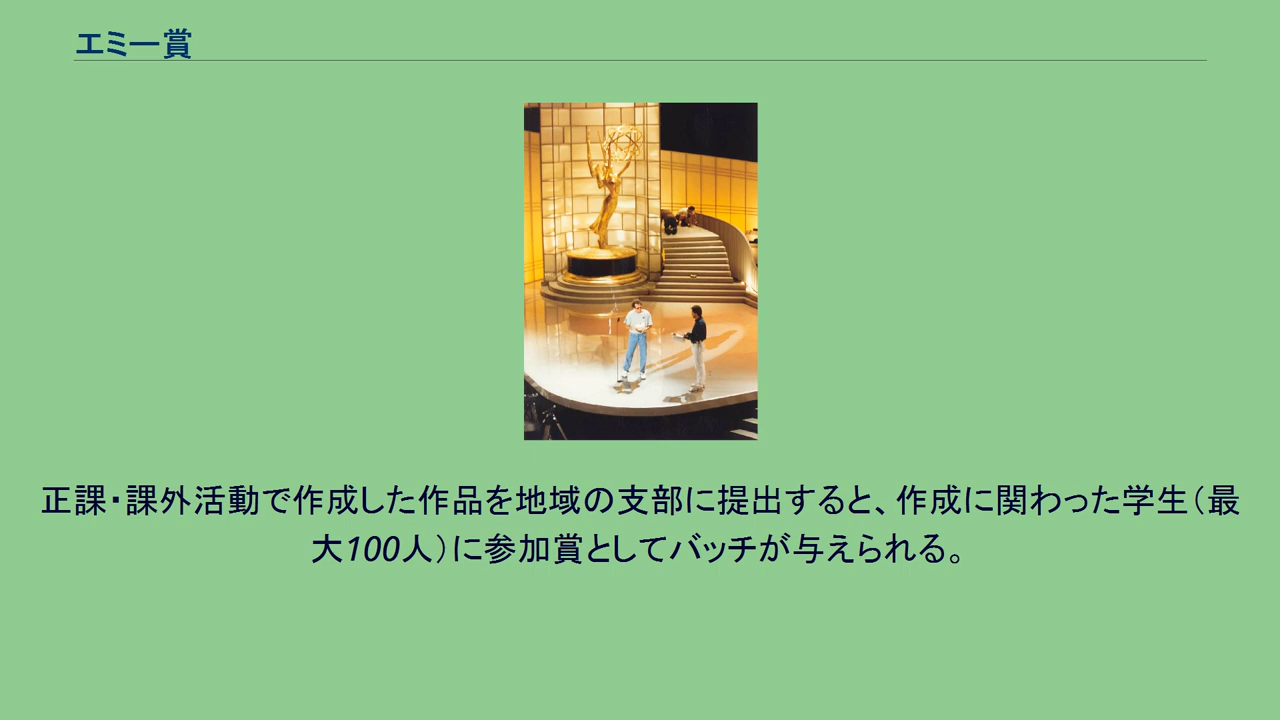 エミー賞
正課・課外活動で作成した作品を地域の支部に提出すると、作成に関わった学生（最
大100人）に参加賞としてバッチが与えられる。